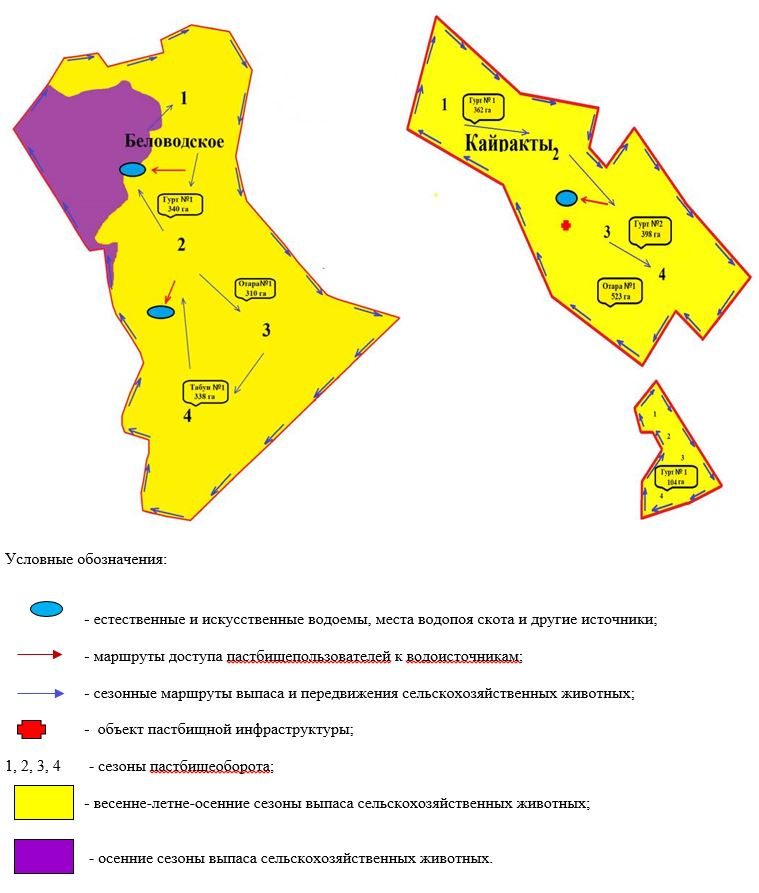 1
Беловодское
Гурт №1
340 га
2
Отара№1
310 га
3
Табун №1
338 га
4
1
Гурт № 1
362 га
Кайракты
2
3
Гурт №2
398 га
4
Отара №1
523 га
1
2
3
Гурт № 1
104 га
4
Условные обозначения:
- естественные и искусственные водоемы, места водопоя скота и другие источники;
- маршруты доступа пастбищепользователей к водоисточникам;
- сезонные маршруты выпаса и передвижения сельскохозяйственных животных;
- объект пастбищной инфраструктуры;
1, 2, 3, 4 - сезоны пастбищеоборота;
- весенне-летне-осенние сезоны выпаса сельскохозяйственных животных;
- осенние сезоны выпаса сельскохозяйственных животных.